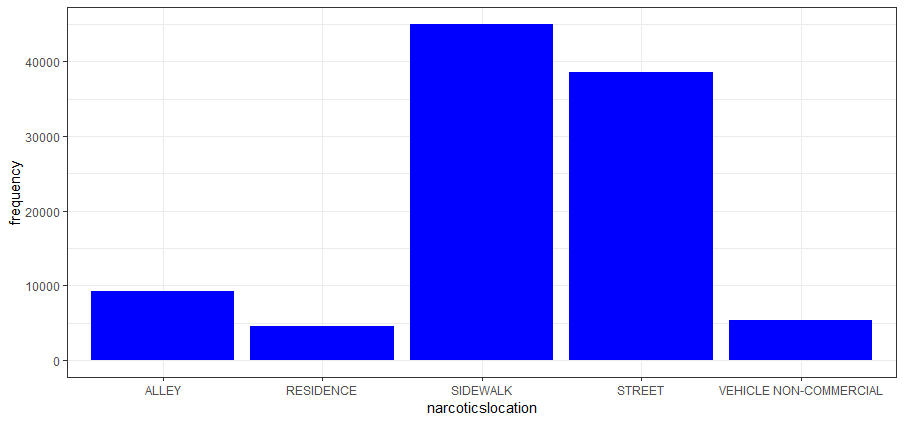 frequency
40000
30000
20000
10000
0
ALLEY RESIDENCE SIDEWALK STREET VEHICLE NON-COMMERCIAL
narcoticslocation